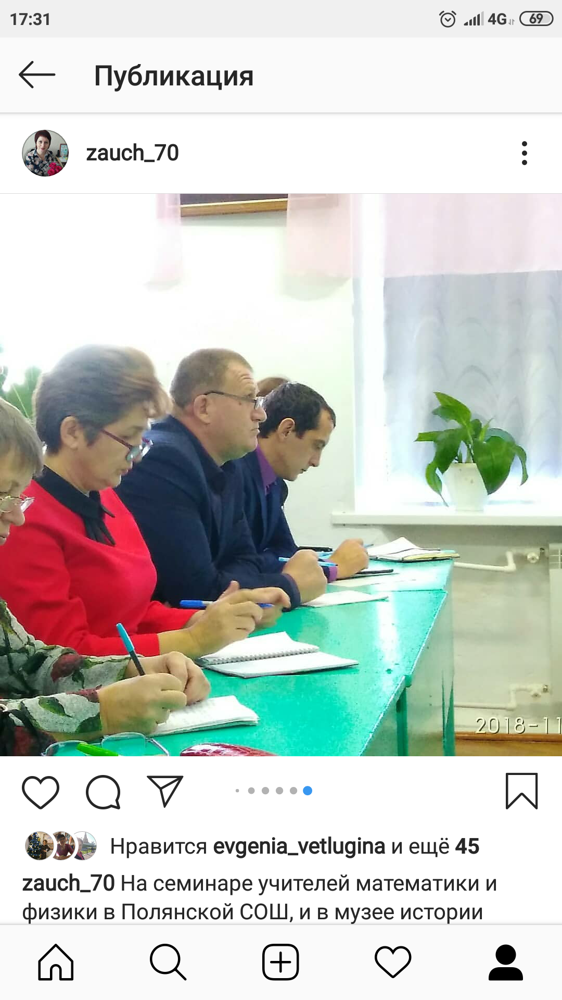 17:31 4G 69
Публикация
zauch_70
2018-11
Нравится evgenia_vetlugina и ещё 45
zauch_70 На семинаре учителей математики и
физики в Полянской СОШ, и в музее истории